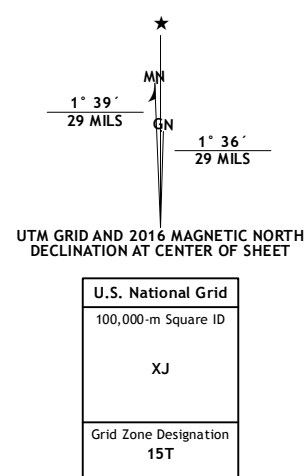 MN
1° 39´
29 MILS
GN
1° 36´
29 MILS
UTM GRID AND 2016 MAGNETIC NORTH
DECLINATION AT CENTER OF SHEET
U.S. National Grid
100,000-m Square ID
XJ
Grid Zone Designation
15T